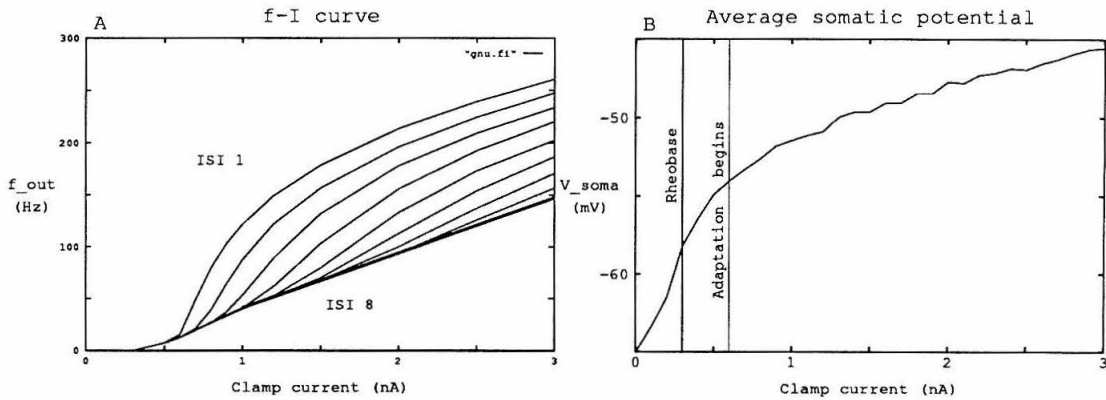 A
f-I curve
300
"gnu.fi"
200
ISI 1
f_out
(Hz)
100
ISI 8
0
0
1
2
3
Clamp current (nA)
B
Average somatic potential
-50
V_soma
(mV)
-60
Rheobase
Adaptation begins
0
1
2
3
Clamp current (nA)